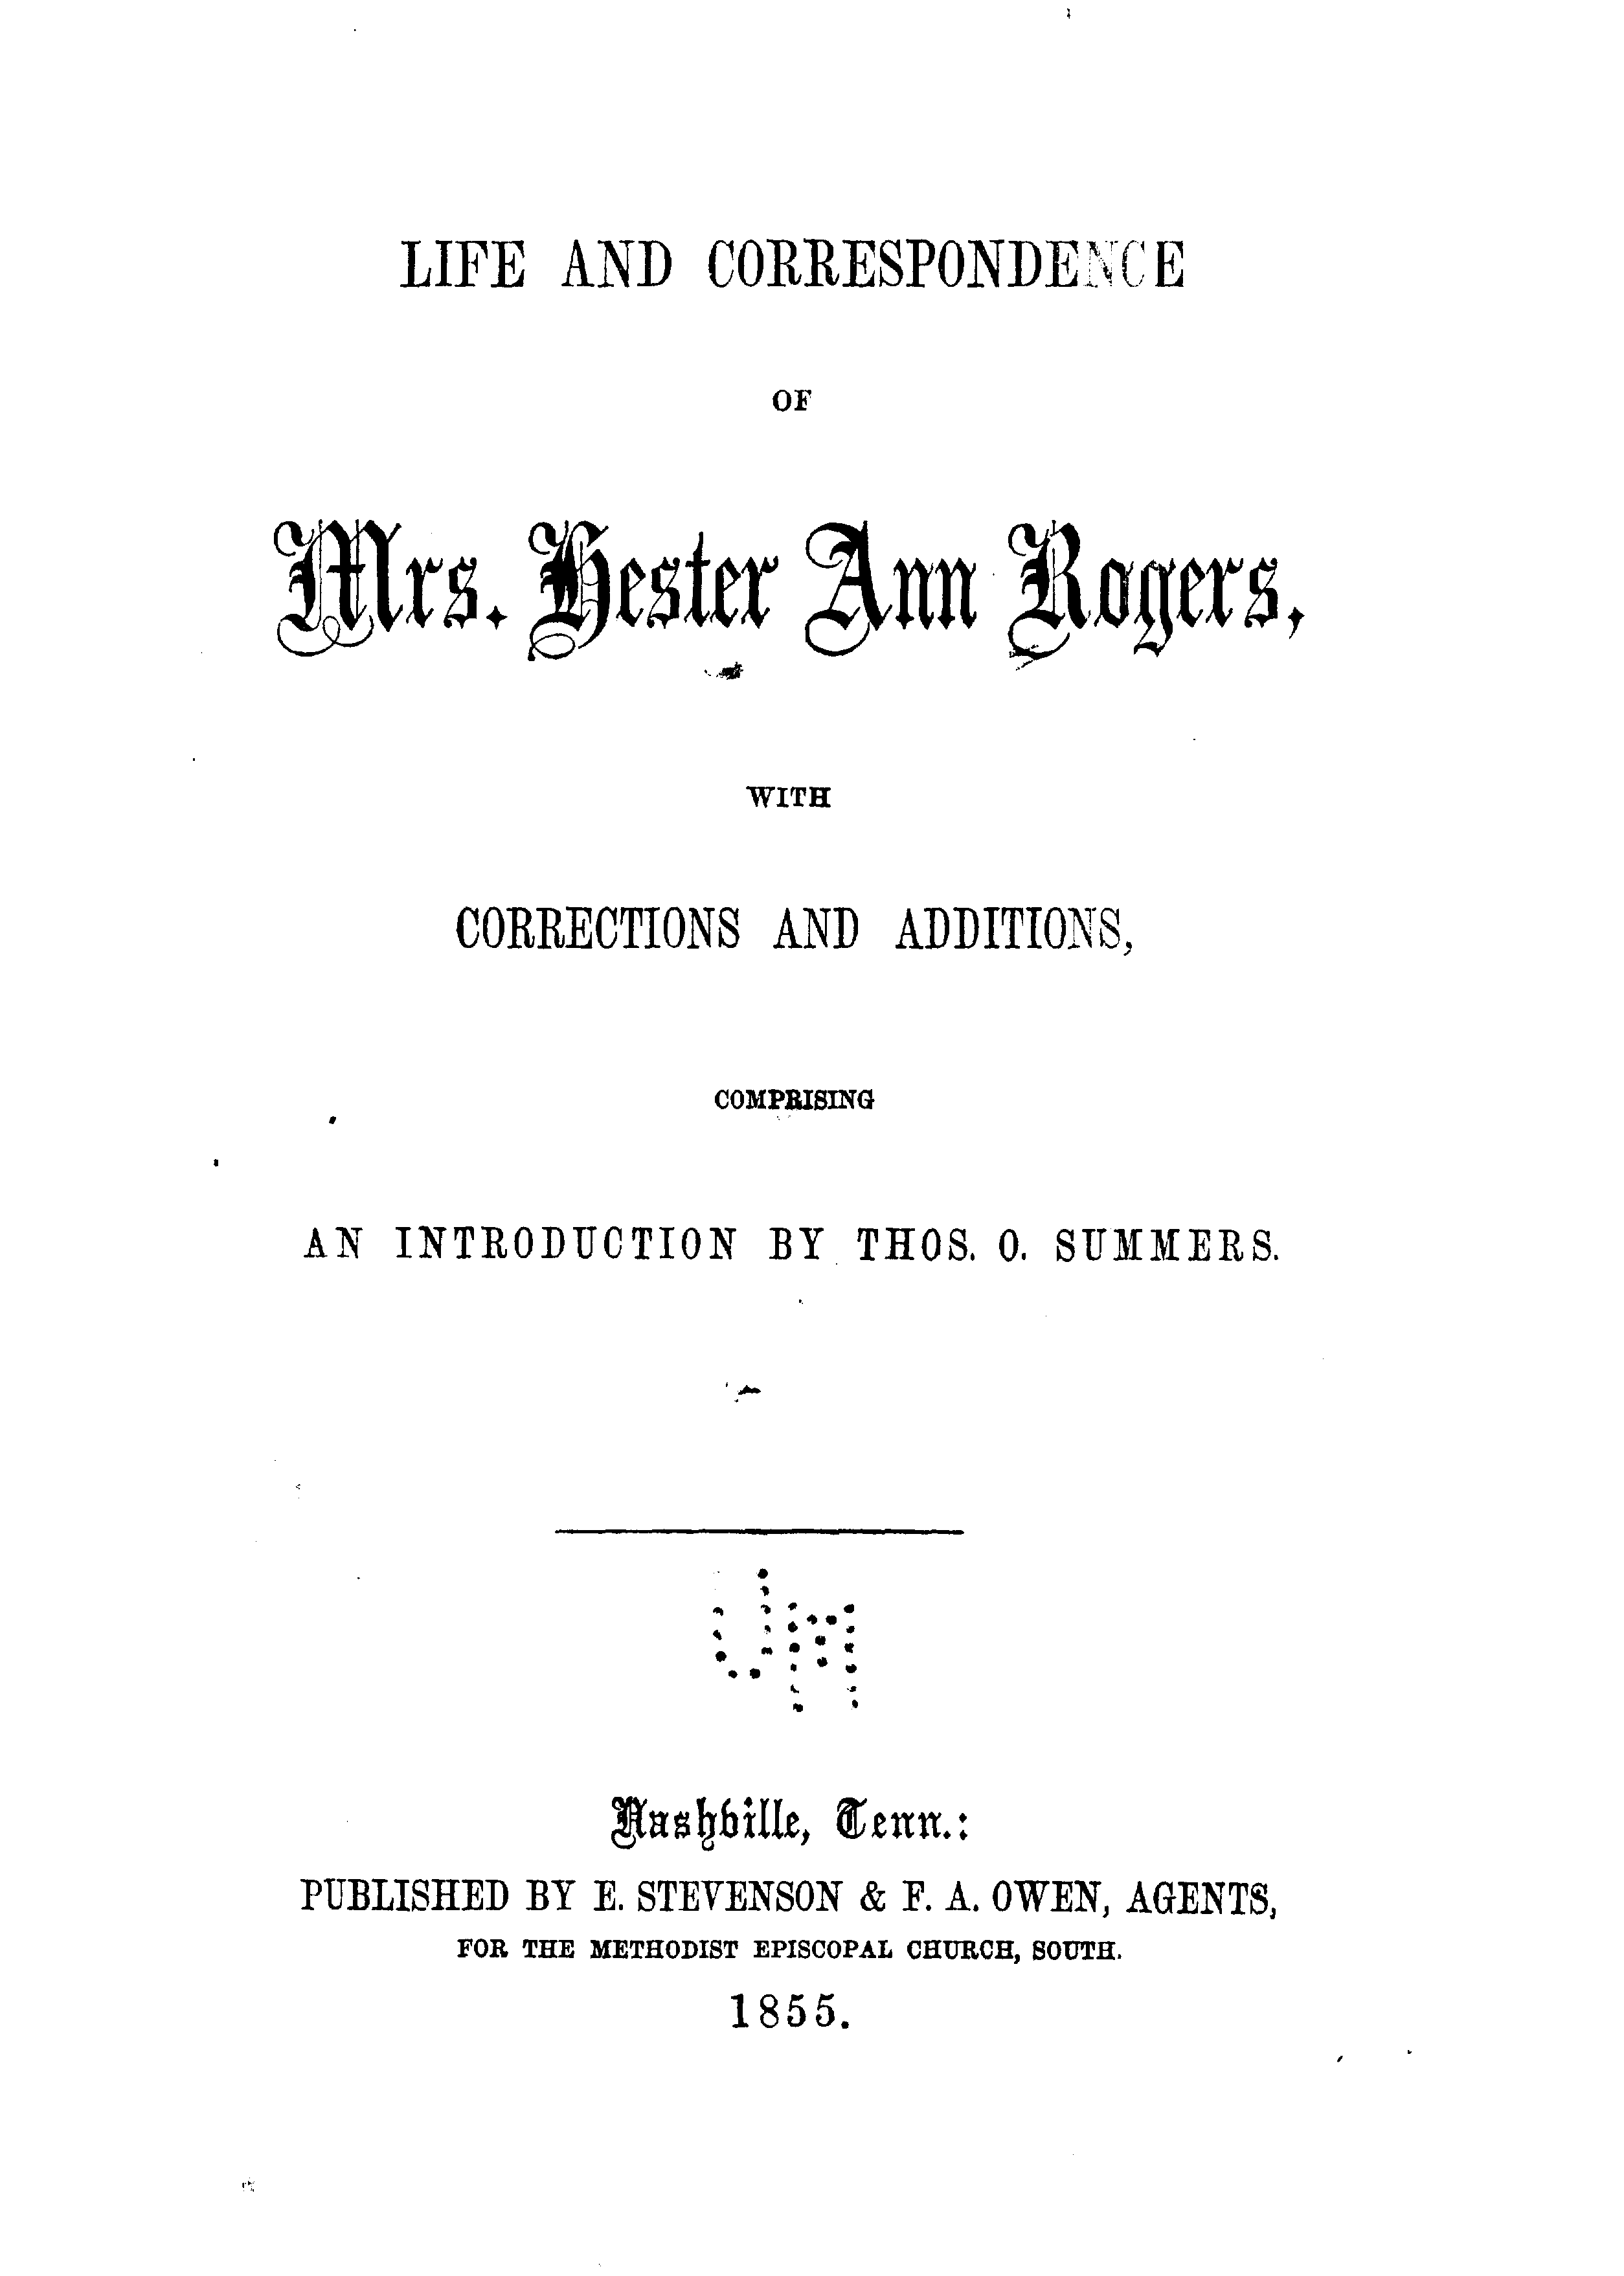 LIFE AND CORRESPONDENCE
OF
Mrs. Hester Ann Rogers,
WITH
CORRECTIONS AND ADDITIONS,
COMPRISING
AN INTRODUCTION BY THOS. O. SUMMERS.
UM
Nashville, Tenn.:
PUBLISHED BY E. STEVENSON & F. A. OWEN, AGENTS,
FOR THE METHODIST EPISCOPAL CHURCH, SOUTH.
1855.